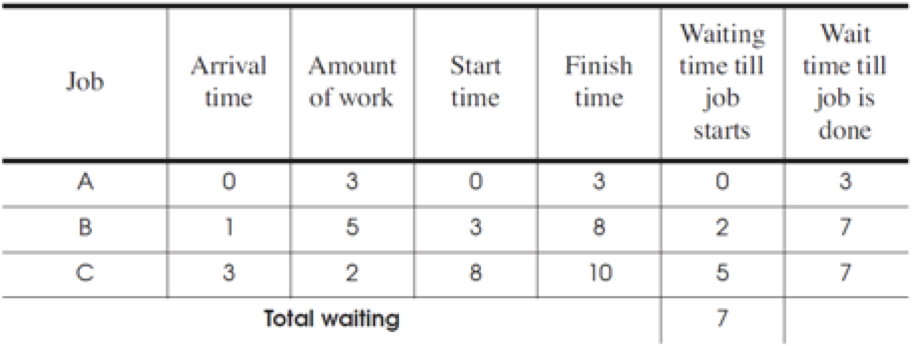 Job Arrival time Amount of work Start time Finish time Waiting time till job starts Wait time till job is done
A 0 3 0 3 0 3
B 1 5 3 8 2 7
C 3 2 8 10 5 7
Total waiting 7